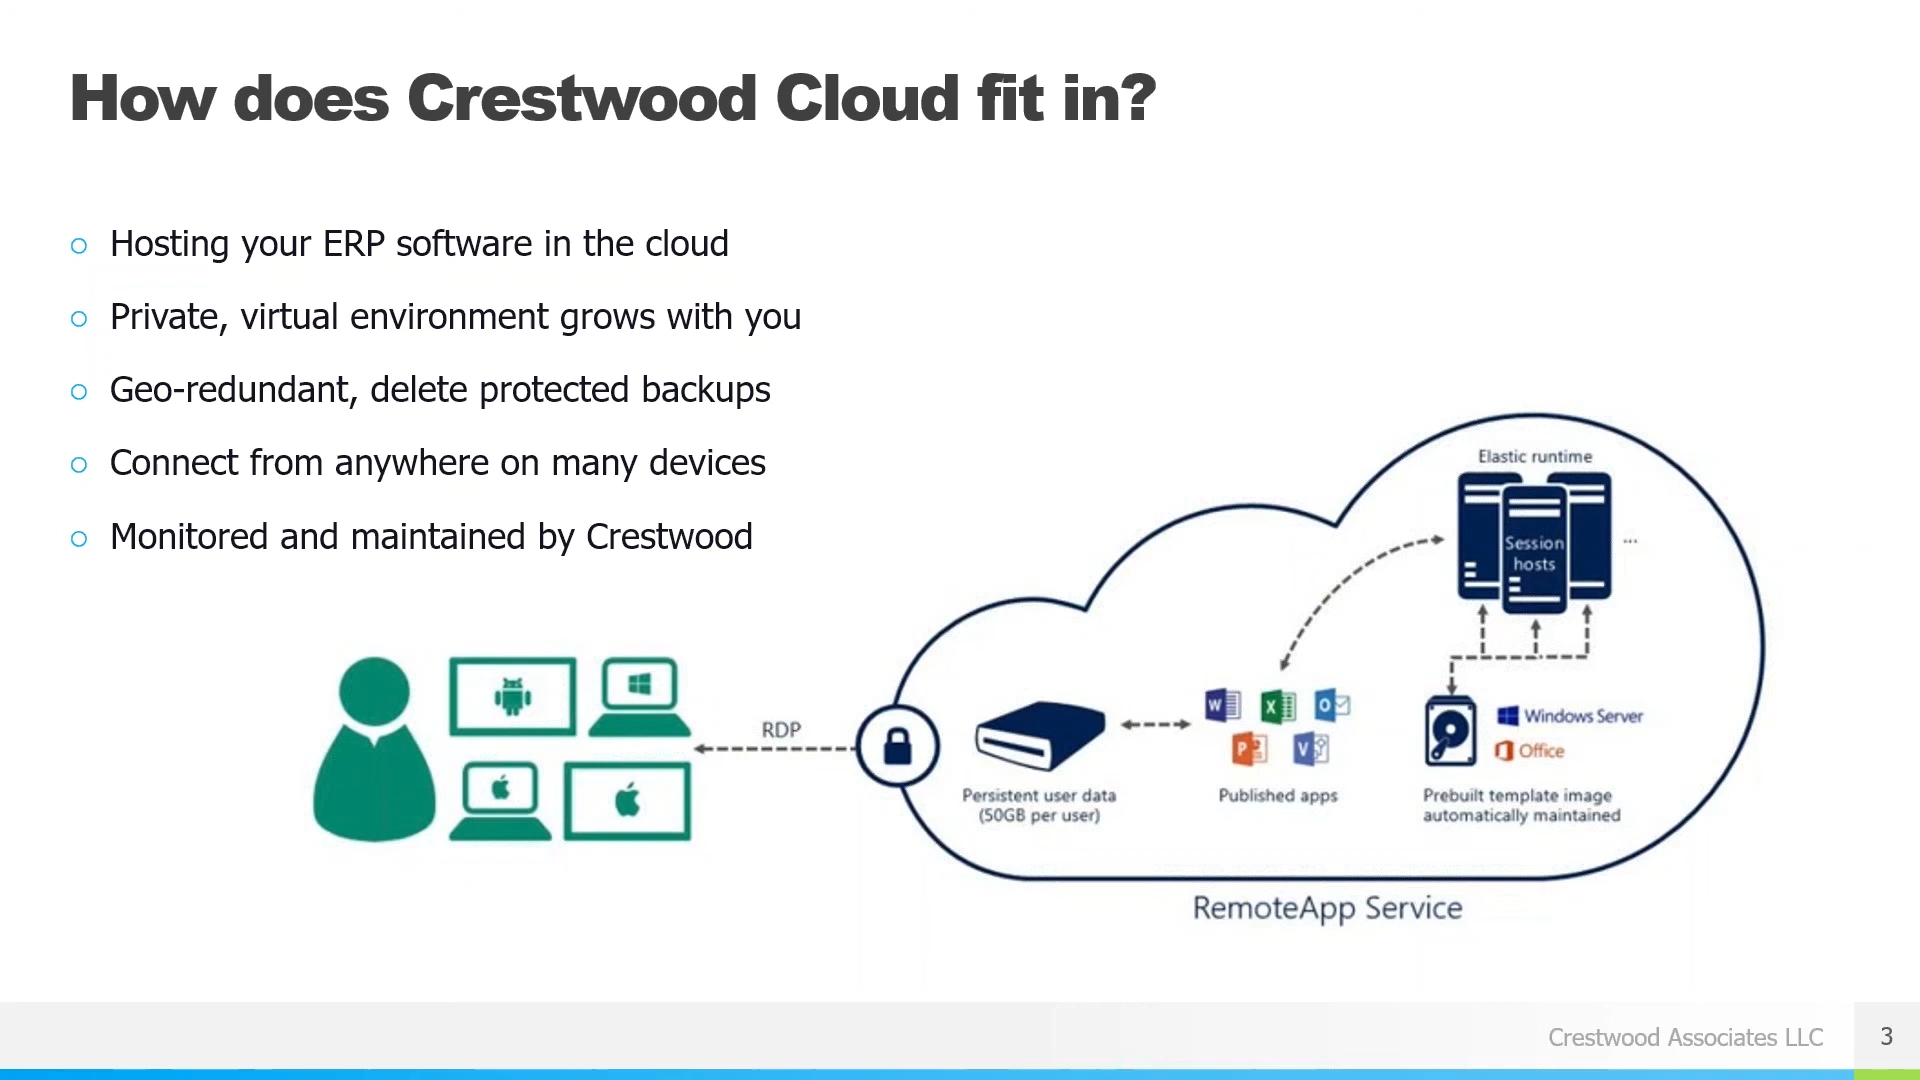 How does Crestwood Cloud fit in?
○ Hosting your ERP software in the cloud
○ Private, virtual environment grows with you
○ Geo-redundant, delete protected backups
○ Connect from anywhere on many devices
○ Monitored and maintained by Crestwood
Elastic runtime
Session
hosts
...
RDP
W
X
O
P
V
Windows Server
Office
Persistent user data
(50GB per user)
Published apps
Prebuilt template image
automatically maintained
RemoteApp Service
Crestwood Associates LLC
3